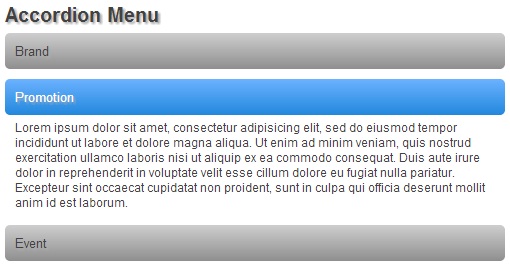 Accordion Menu
Brand
Promotion
Lorem ipsum dolor sit amet, consectetur adipisicing elit, sed do eiusmod tempor
incididunt ut labore et dolore magna aliqua. Ut enim ad minim veniam, quis nostrud
exercitation ullamco laboris nisi ut aliquip ex ea commodo consequat. Duis aute irure
dolor in reprehenderit in voluptate velit esse cillum dolore eu fugiat nulla pariatur.
Excepteur sint occaecat cupidatat non proident, sunt in culpa qui officia deserunt mollit
anim id est laborum.
Event